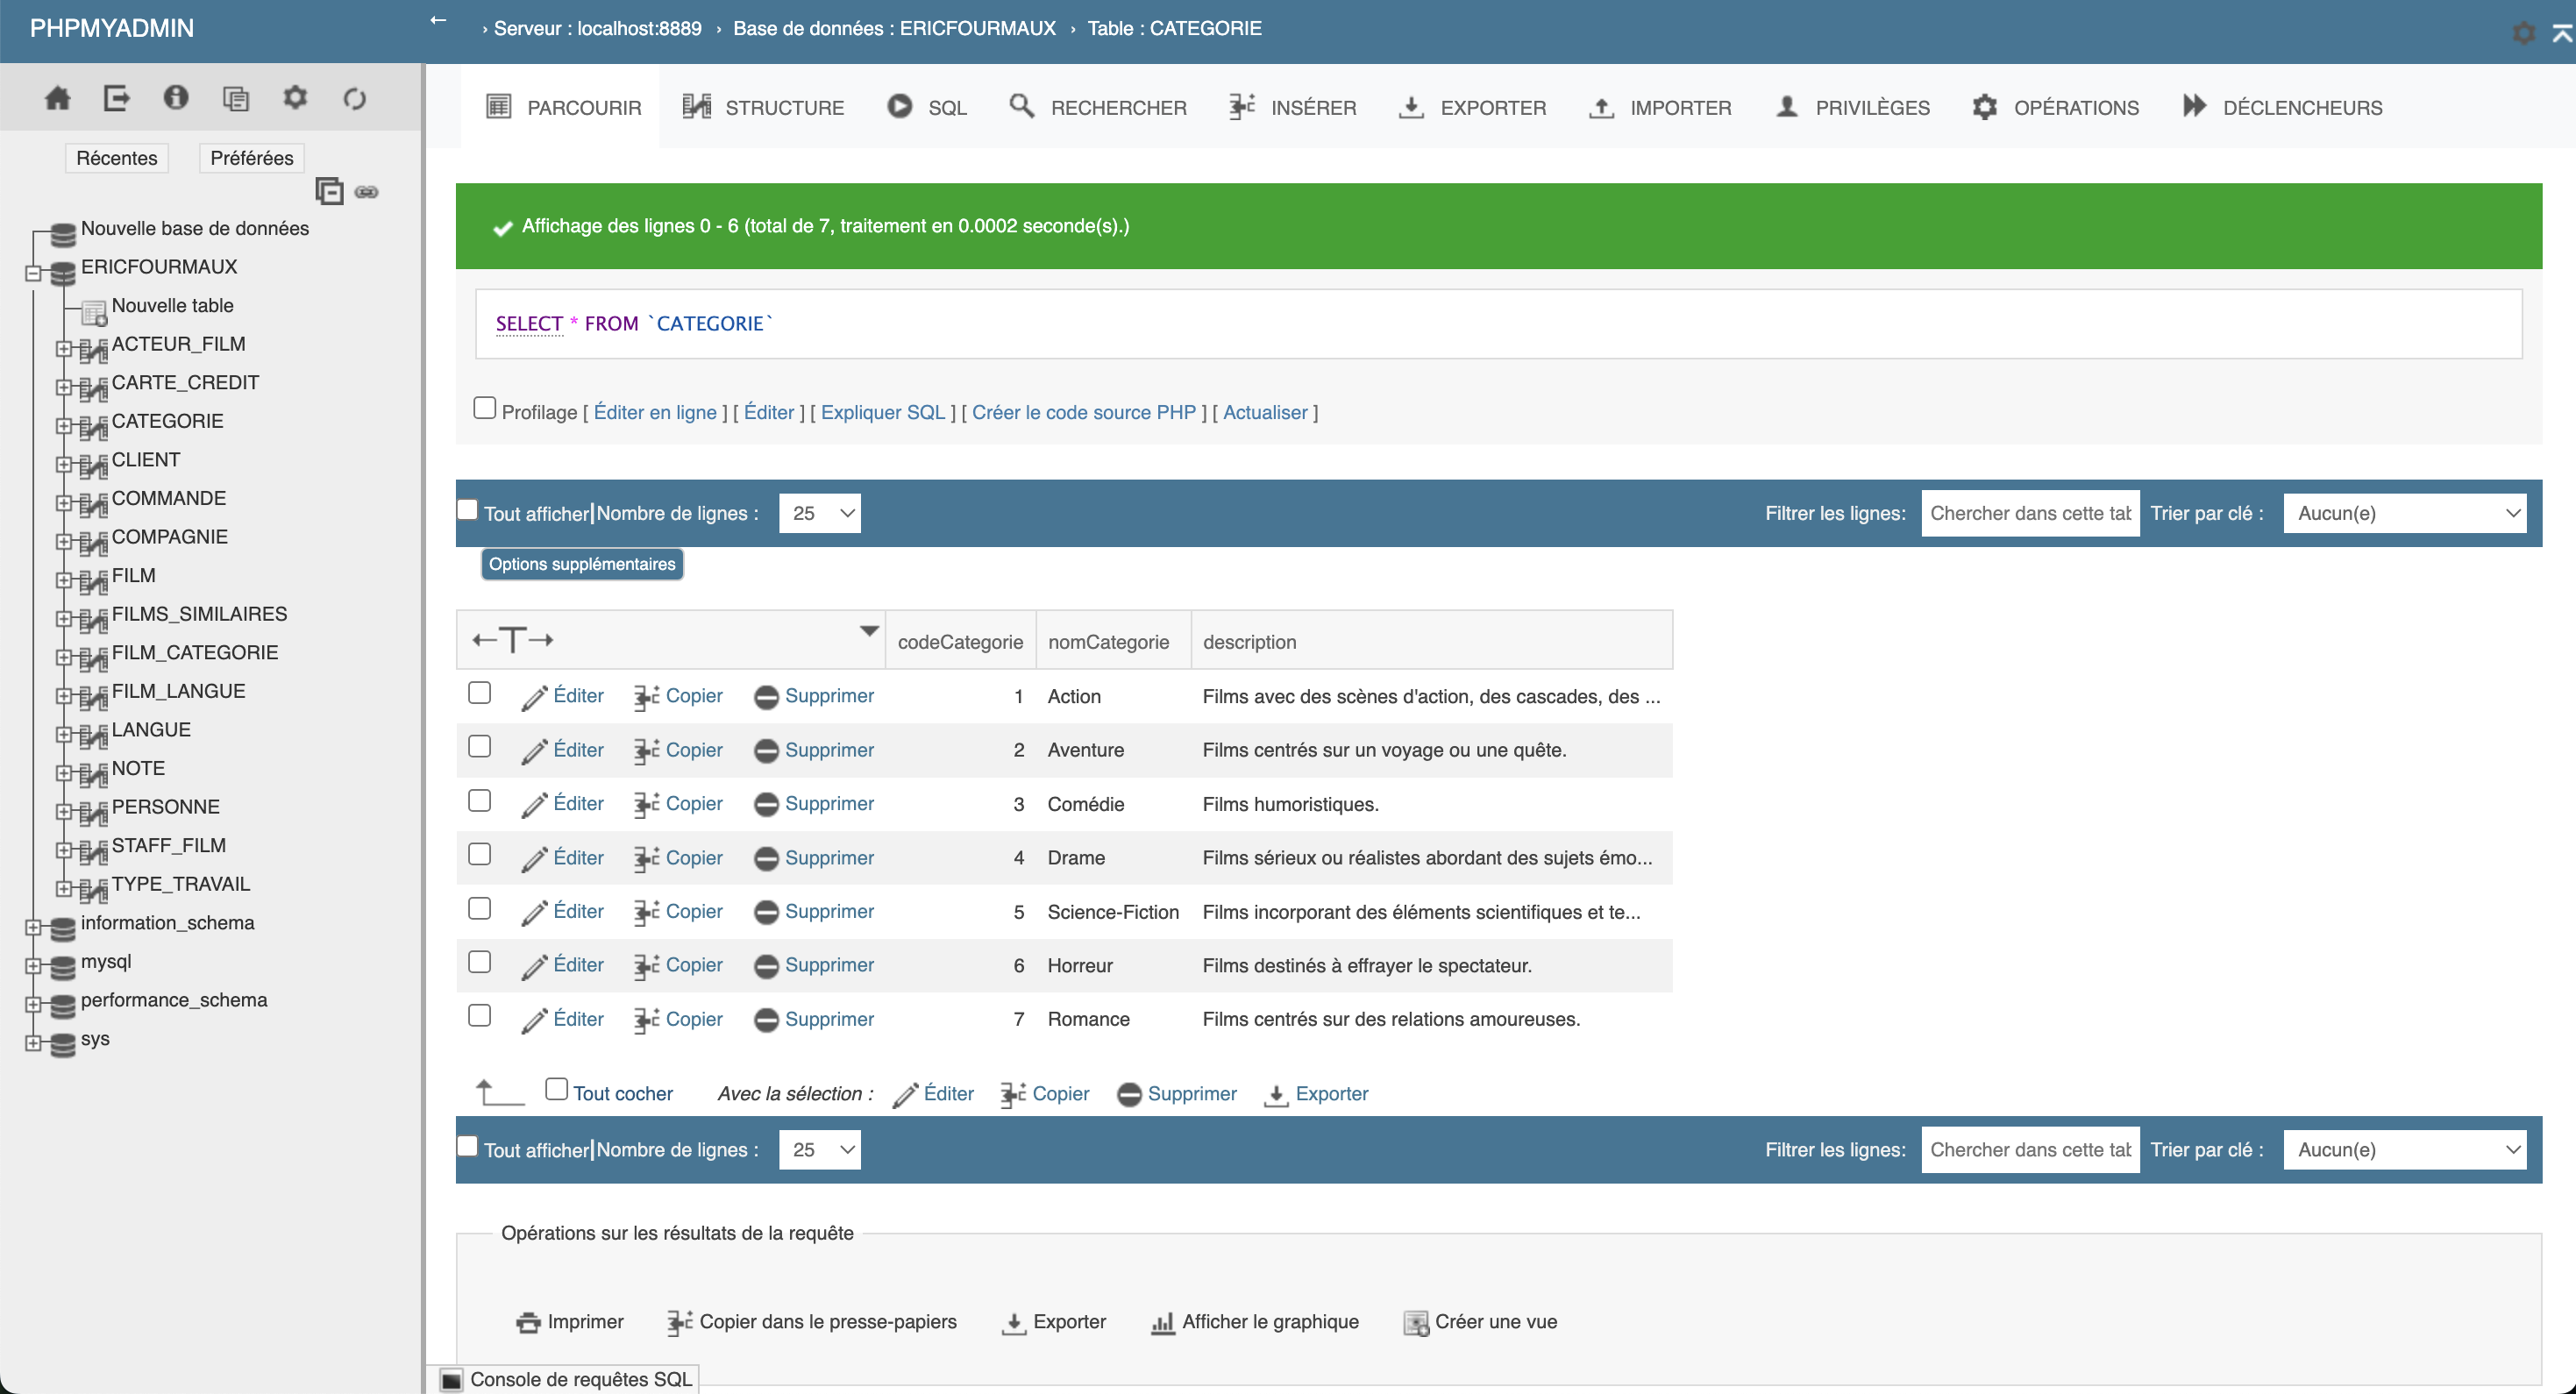 PHPMYADMIN
← › Serveur : localhost:8889 › Base de données : ERICFOURMAUX › Table : CATEGORIE
Récentes Préférées
Nouvelle base de données
ERICFOURMAUX
Nouvelle table
ACTEUR_FILM
CARTE_CREDIT
CATEGORIE
CLIENT
COMMANDE
COMPAGNIE
FILM
FILMS_SIMILAIRES
FILM_CATEGORIE
FILM_LANGUE
LANGUE
NOTE
PERSONNE
STAFF_FILM
TYPE_TRAVAIL
information_schema
mysql
performance_schema
sys
PARCOURIR STRUCTURE SQL RECHERCHER INSÉRER EXPORTER IMPORTER PRIVILÈGES OPÉRATIONS DÉCLENCHEURS
Affichage des lignes 0 - 6 (total de 7, traitement en 0.0002 seconde(s).)
SELECT * FROM `CATEGORIE`
Profilage [ Éditer en ligne ] [ Éditer ] [ Expliquer SQL ] [ Créer le code source PHP ] [ Actualiser ]
Tout afficher|Nombre de lignes : 25 Filtrer les lignes: Chercher dans cette tab Trier par clé : Aucun(e)
Options supplémentaires
←T→ codeCategorie nomCategorie description
Éditer Copier Supprimer 1 Action Films avec des scènes d'action, des cascades, des ...
Éditer Copier Supprimer 2 Aventure Films centrés sur un voyage ou une quête.
Éditer Copier Supprimer 3 Comédie Films humoristiques.
Éditer Copier Supprimer 4 Drame Films sérieux ou réalistes abordant des sujets émo...
Éditer Copier Supprimer 5 Science-Fiction Films incorporant des éléments scientifiques et te...
Éditer Copier Supprimer 6 Horreur Films destinés à effrayer le spectateur.
Éditer Copier Supprimer 7 Romance Films centrés sur des relations amoureuses.
Tout cocher Avec la sélection : Éditer Copier Supprimer Exporter
Tout afficher|Nombre de lignes : 25 Filtrer les lignes: Chercher dans cette tab Trier par clé : Aucun(e)
Opérations sur les résultats de la requête
Imprimer Copier dans le presse-papiers Exporter Afficher le graphique Créer une vue
Console de requêtes SQL